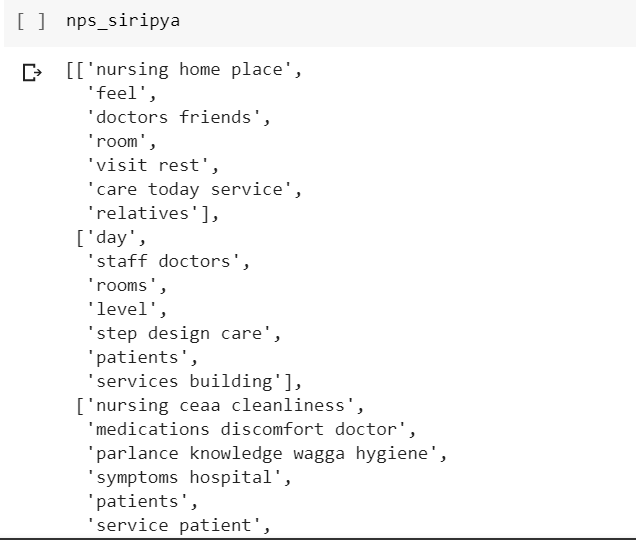 [ ] nps_siripya
[['nursing home place',
'feel',
'doctors friends',
'room',
'visit rest',
'care today service',
'relatives'],
['day',
'staff doctors',
'rooms',
'level',
'step design care',
'patients',
'services building'],
['nursing ceaa cleanliness',
'medications discomfort doctor',
'parlance knowledge wagga hygiene',
'symptoms hospital',
'patients',
'service patient',